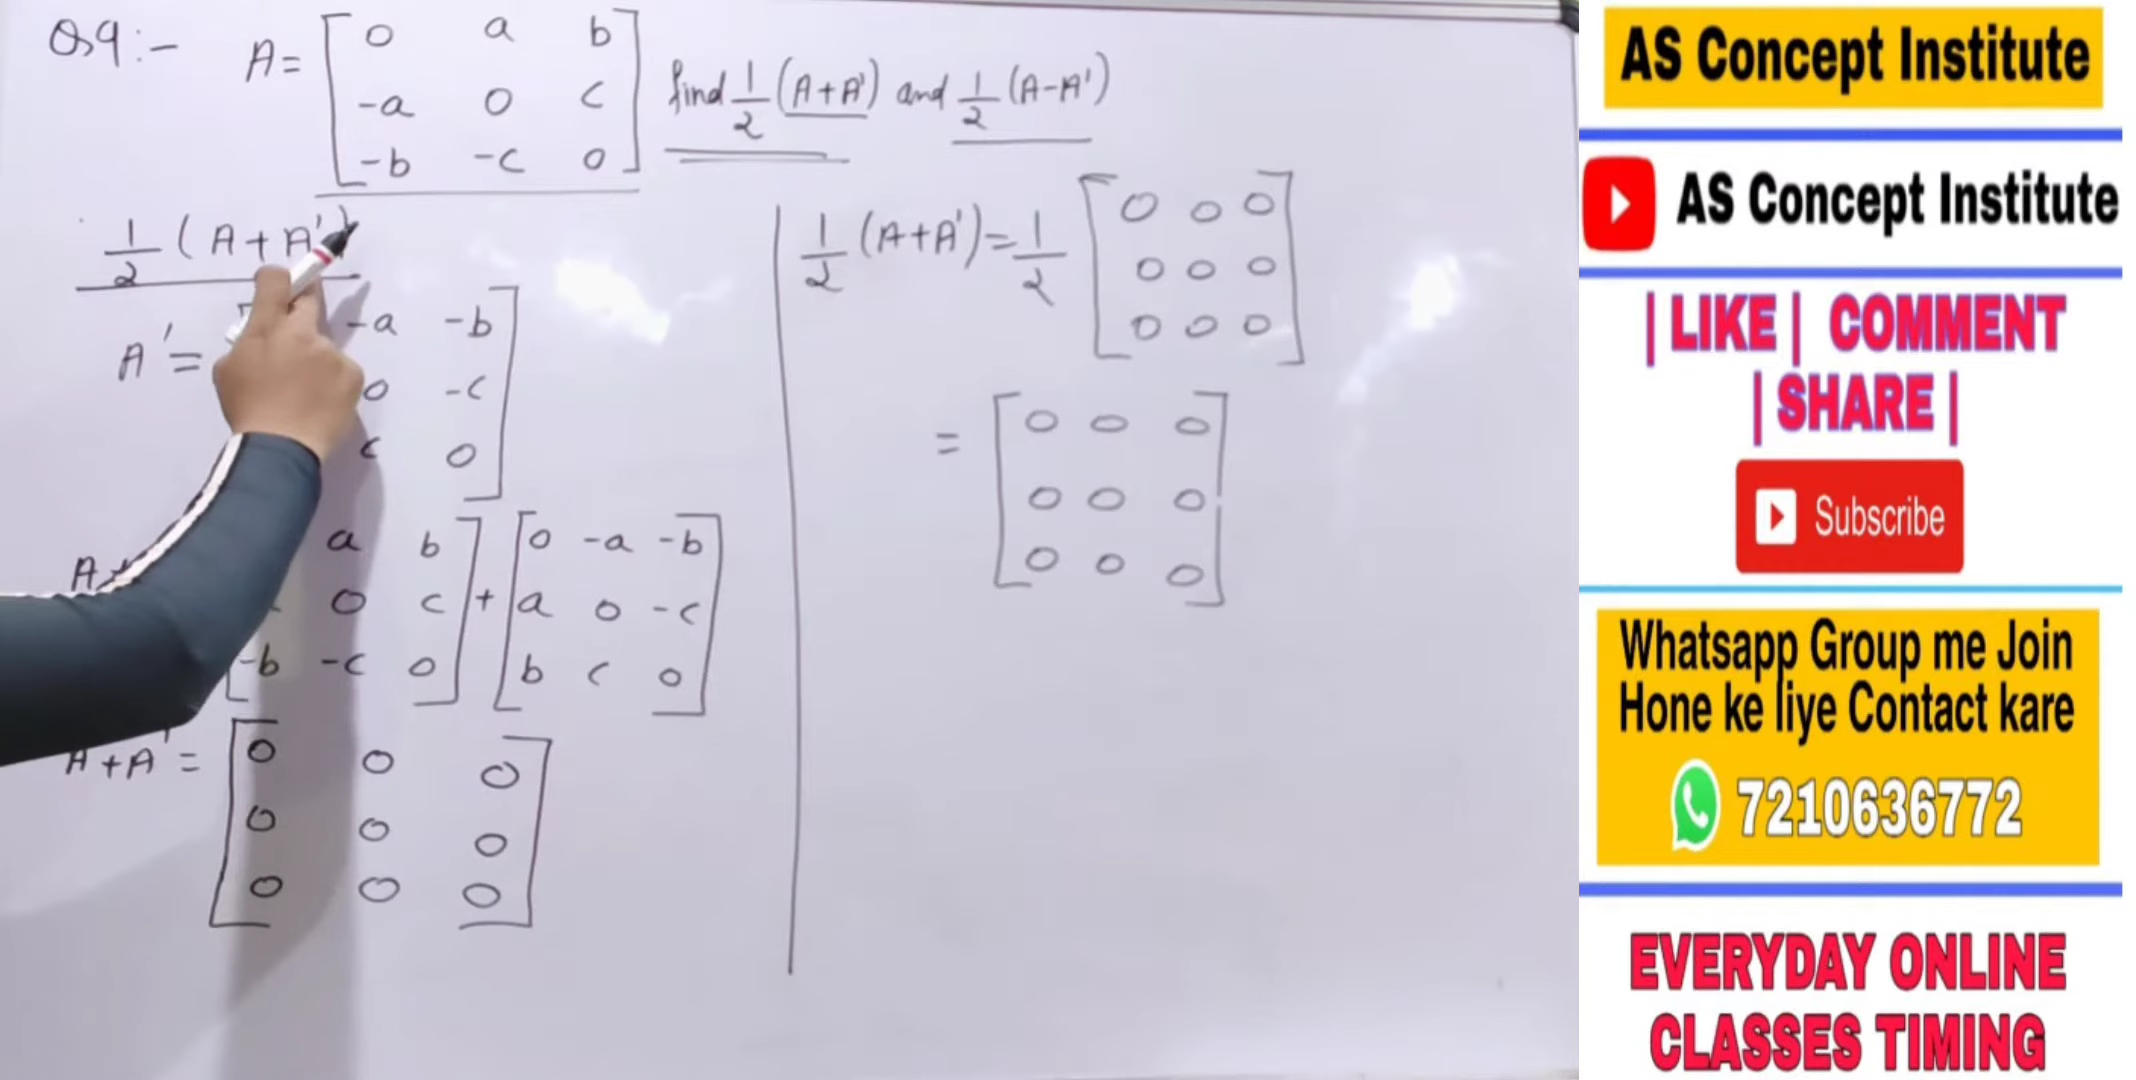 Q9:- A = [ 0 a b
-a 0 c
-b -c 0 ] find 1/2 (A+A') and 1/2 (A-A')
1/2 (A+A')
A' = -a -b
0 -c
c 0
A+ a b
0 c
-b -c 0 ] + [ 0 -a -b
a 0 -c
b c 0 ]
A+A' = [ 0 0 0
0 0 0
0 0 0 ]
1/2 (A+A') = 1/2 [ 0 0 0
0 0 0
0 0 0 ]
= [ 0 0 0
0 0 0
0 0 0 ]
AS Concept Institute
AS Concept Institute
| LIKE | COMMENT
| SHARE |
Subscribe
Whatsapp Group me Join
Hone ke liye Contact kare
7210636772
EVERYDAY ONLINE
CLASSES TIMING